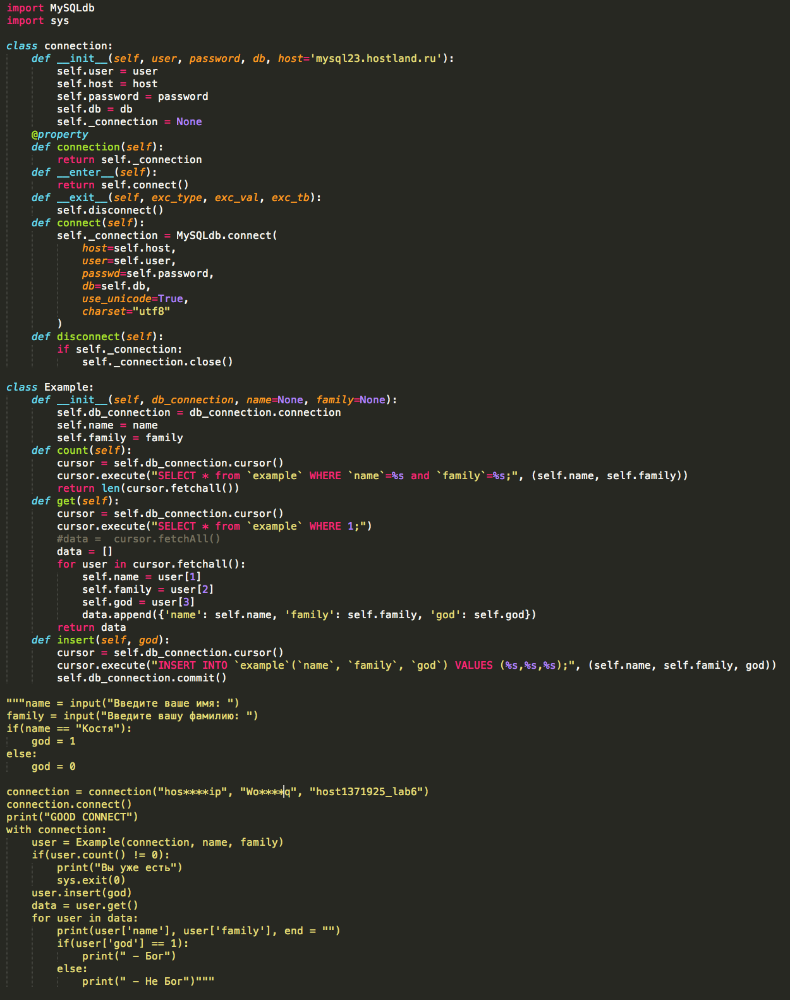 import MySQLdb
import sys

class connection:
    def __init__(self, user, password, db, host='mysql23.hostland.ru'):
        self.user = user
        self.host = host
        self.password = password
        self.db = db
        self._connection = None
    @property
    def connection(self):
        return self._connection
    def __enter__(self):
        return self.connect()
    def __exit__(self, exc_type, exc_val, exc_tb):
        self.disconnect()
    def connect(self):
        self._connection = MySQLdb.connect(
            host=self.host,
            user=self.user,
            passwd=self.password,
            db=self.db,
            use_unicode=True,
            charset="utf8"
        )
    def disconnect(self):
        if self._connection:
            self._connection.close()

class Example:
    def __init__(self, db_connection, name=None, family=None):
        self.db_connection = db_connection.connection
        self.name = name
        self.family = family
    def count(self):
        cursor = self.db_connection.cursor()
        cursor.execute("SELECT * from `example` WHERE `name`=%s and `family`=%s;", (self.name, self.family))
        return len(cursor.fetchall())
    def get(self):
        cursor = self.db_connection.cursor()
        cursor.execute("SELECT * from `example` WHERE 1;")
        #data =  cursor.fetchAll()
        data = []
        for user in cursor.fetchall():
            self.name = user[1]
            self.family = user[2]
            self.god = user[3]
            data.append({'name': self.name, 'family': self.family, 'god': self.god})
        return data
    def insert(self, god):
        cursor = self.db_connection.cursor()
        cursor.execute("INSERT INTO `example`(`name`, `family`, `god`) VALUES (%s,%s,%s);", (self.name, self.family, god))
        self.db_connection.commit()

"""name = input("Введите ваше имя: ")
family = input("Введите вашу фамилию: ")
if(name == "Костя"):
    god = 1
else:
    god = 0

connection = connection("hos****ip", "Wo****q", "host1371925_lab6")
connection.connect()
print("GOOD CONNECT")
with connection:
    user = Example(connection, name, family)
    if(user.count() != 0):
        print("Вы уже есть")
        sys.exit(0)
    user.insert(god)
    data = user.get()
    for user in data:
        print(user['name'], user['family'], end = "")
        if(user['god'] == 1):
            print(" - Бог")
        else:
            print(" - Не Бог")"""